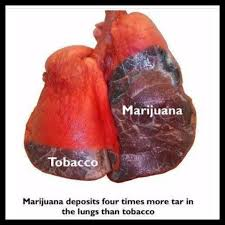 Marijuana
Tobacco
Marijuana deposits four times more tar in
the lungs than tobacco